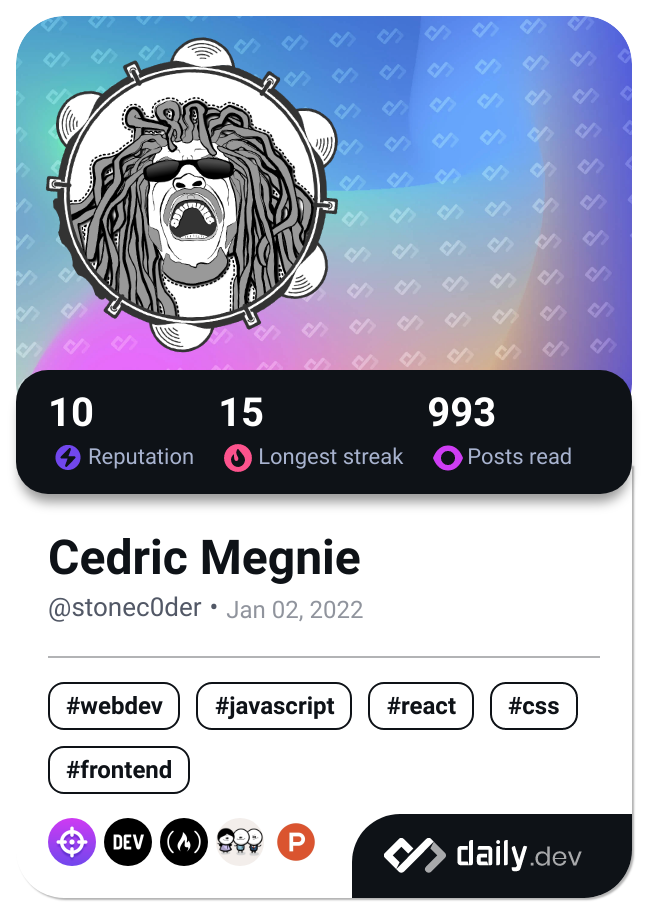 10 15 993
Reputation Longest streak Posts read
Cedric Megnie
@stonec0der • Jan 02, 2022
#webdev #javascript #react #css
#frontend
DEV P
daily.dev